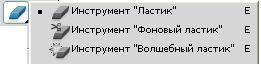 Инструмент "Ластик" E
Инструмент "Фоновый ластик" E
Инструмент "Волшебный ластик" E